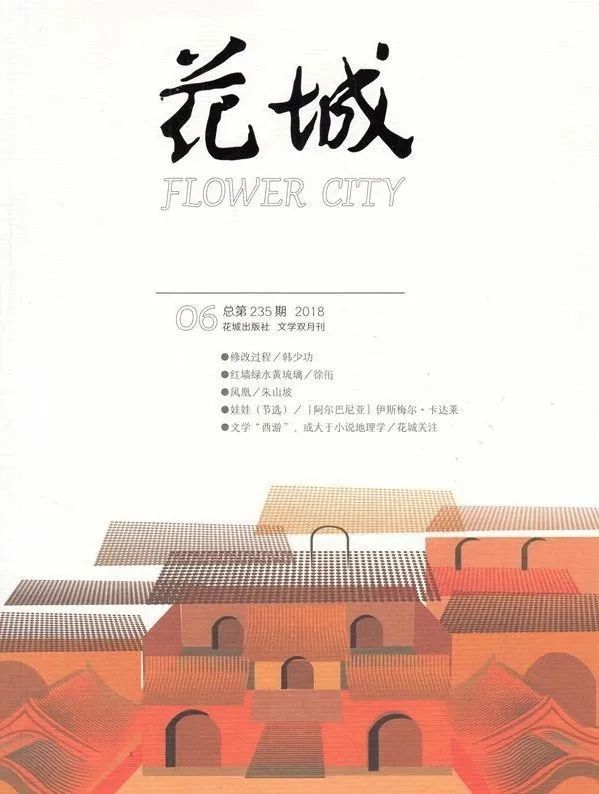 花城
FLOWER CITY
06 总第235期 2018
花城出版社 文学双月刊
●修改过程／韩少功
●红墙绿水黄琉璃／徐衎
●凤凰／朱山坡
●娃娃（节选）／［阿尔巴尼亚］伊斯梅尔·卡达莱
●文学“西游”，或大于小说地理学／花城关注